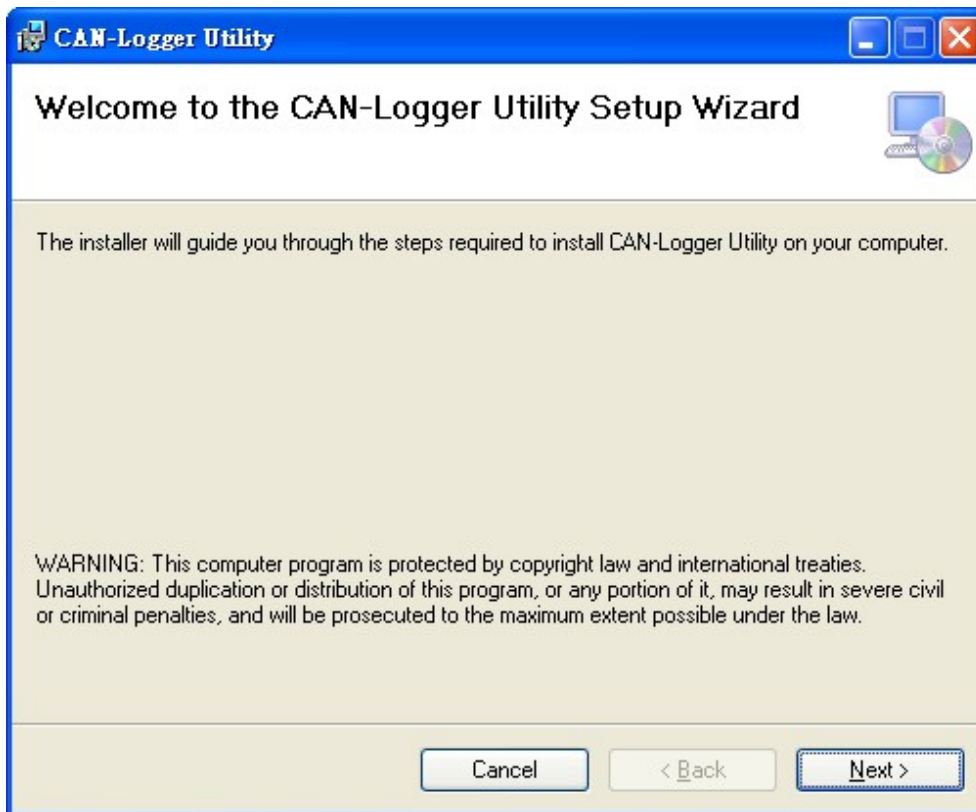 CAN-Logger Utility
Welcome to the CAN-Logger Utility Setup Wizard
The installer will guide you through the steps required to install CAN-Logger Utility on your computer.
WARNING: This computer program is protected by copyright law and international treaties.
Unauthorized duplication or distribution of this program, or any portion of it, may result in severe civil
or criminal penalties, and will be prosecuted to the maximum extent possible under the law.
Cancel
< Back
Next >